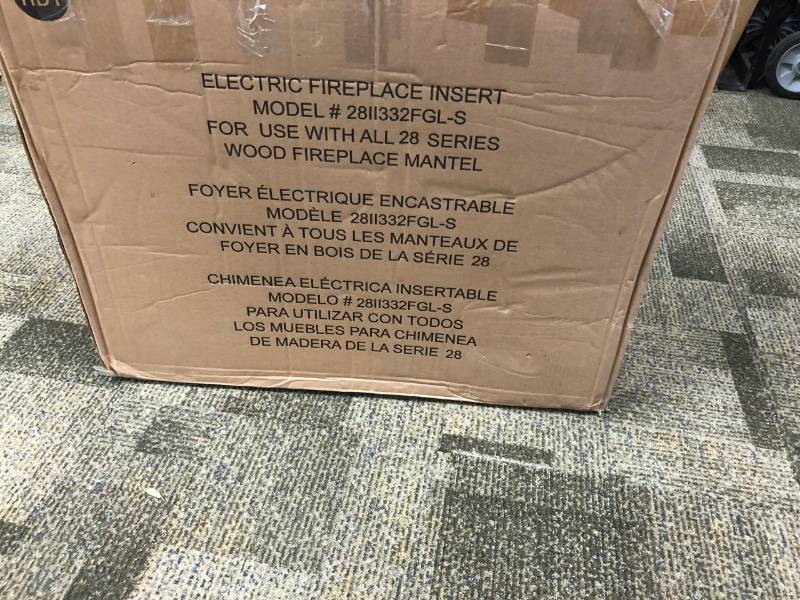 ELECTRIC FIREPLACE INSERT
MODEL # 28II332FGL-S
FOR USE WITH ALL 28 SERIES
WOOD FIREPLACE MANTEL
FOYER ÉLECTRIQUE ENCASTRABLE
MODÈLE 28II332FGL-S
CONVIENT À TOUS LES MANTEAUX DE
FOYER EN BOIS DE LA SÉRIE 28
CHIMENEA ELÉCTRICA INSERTABLE
MODELO # 28II332FGL-S
PARA UTILIZAR CON TODOS
LOS MUEBLES PARA CHIMENEA
DE MADERA DE LA SERIE 28